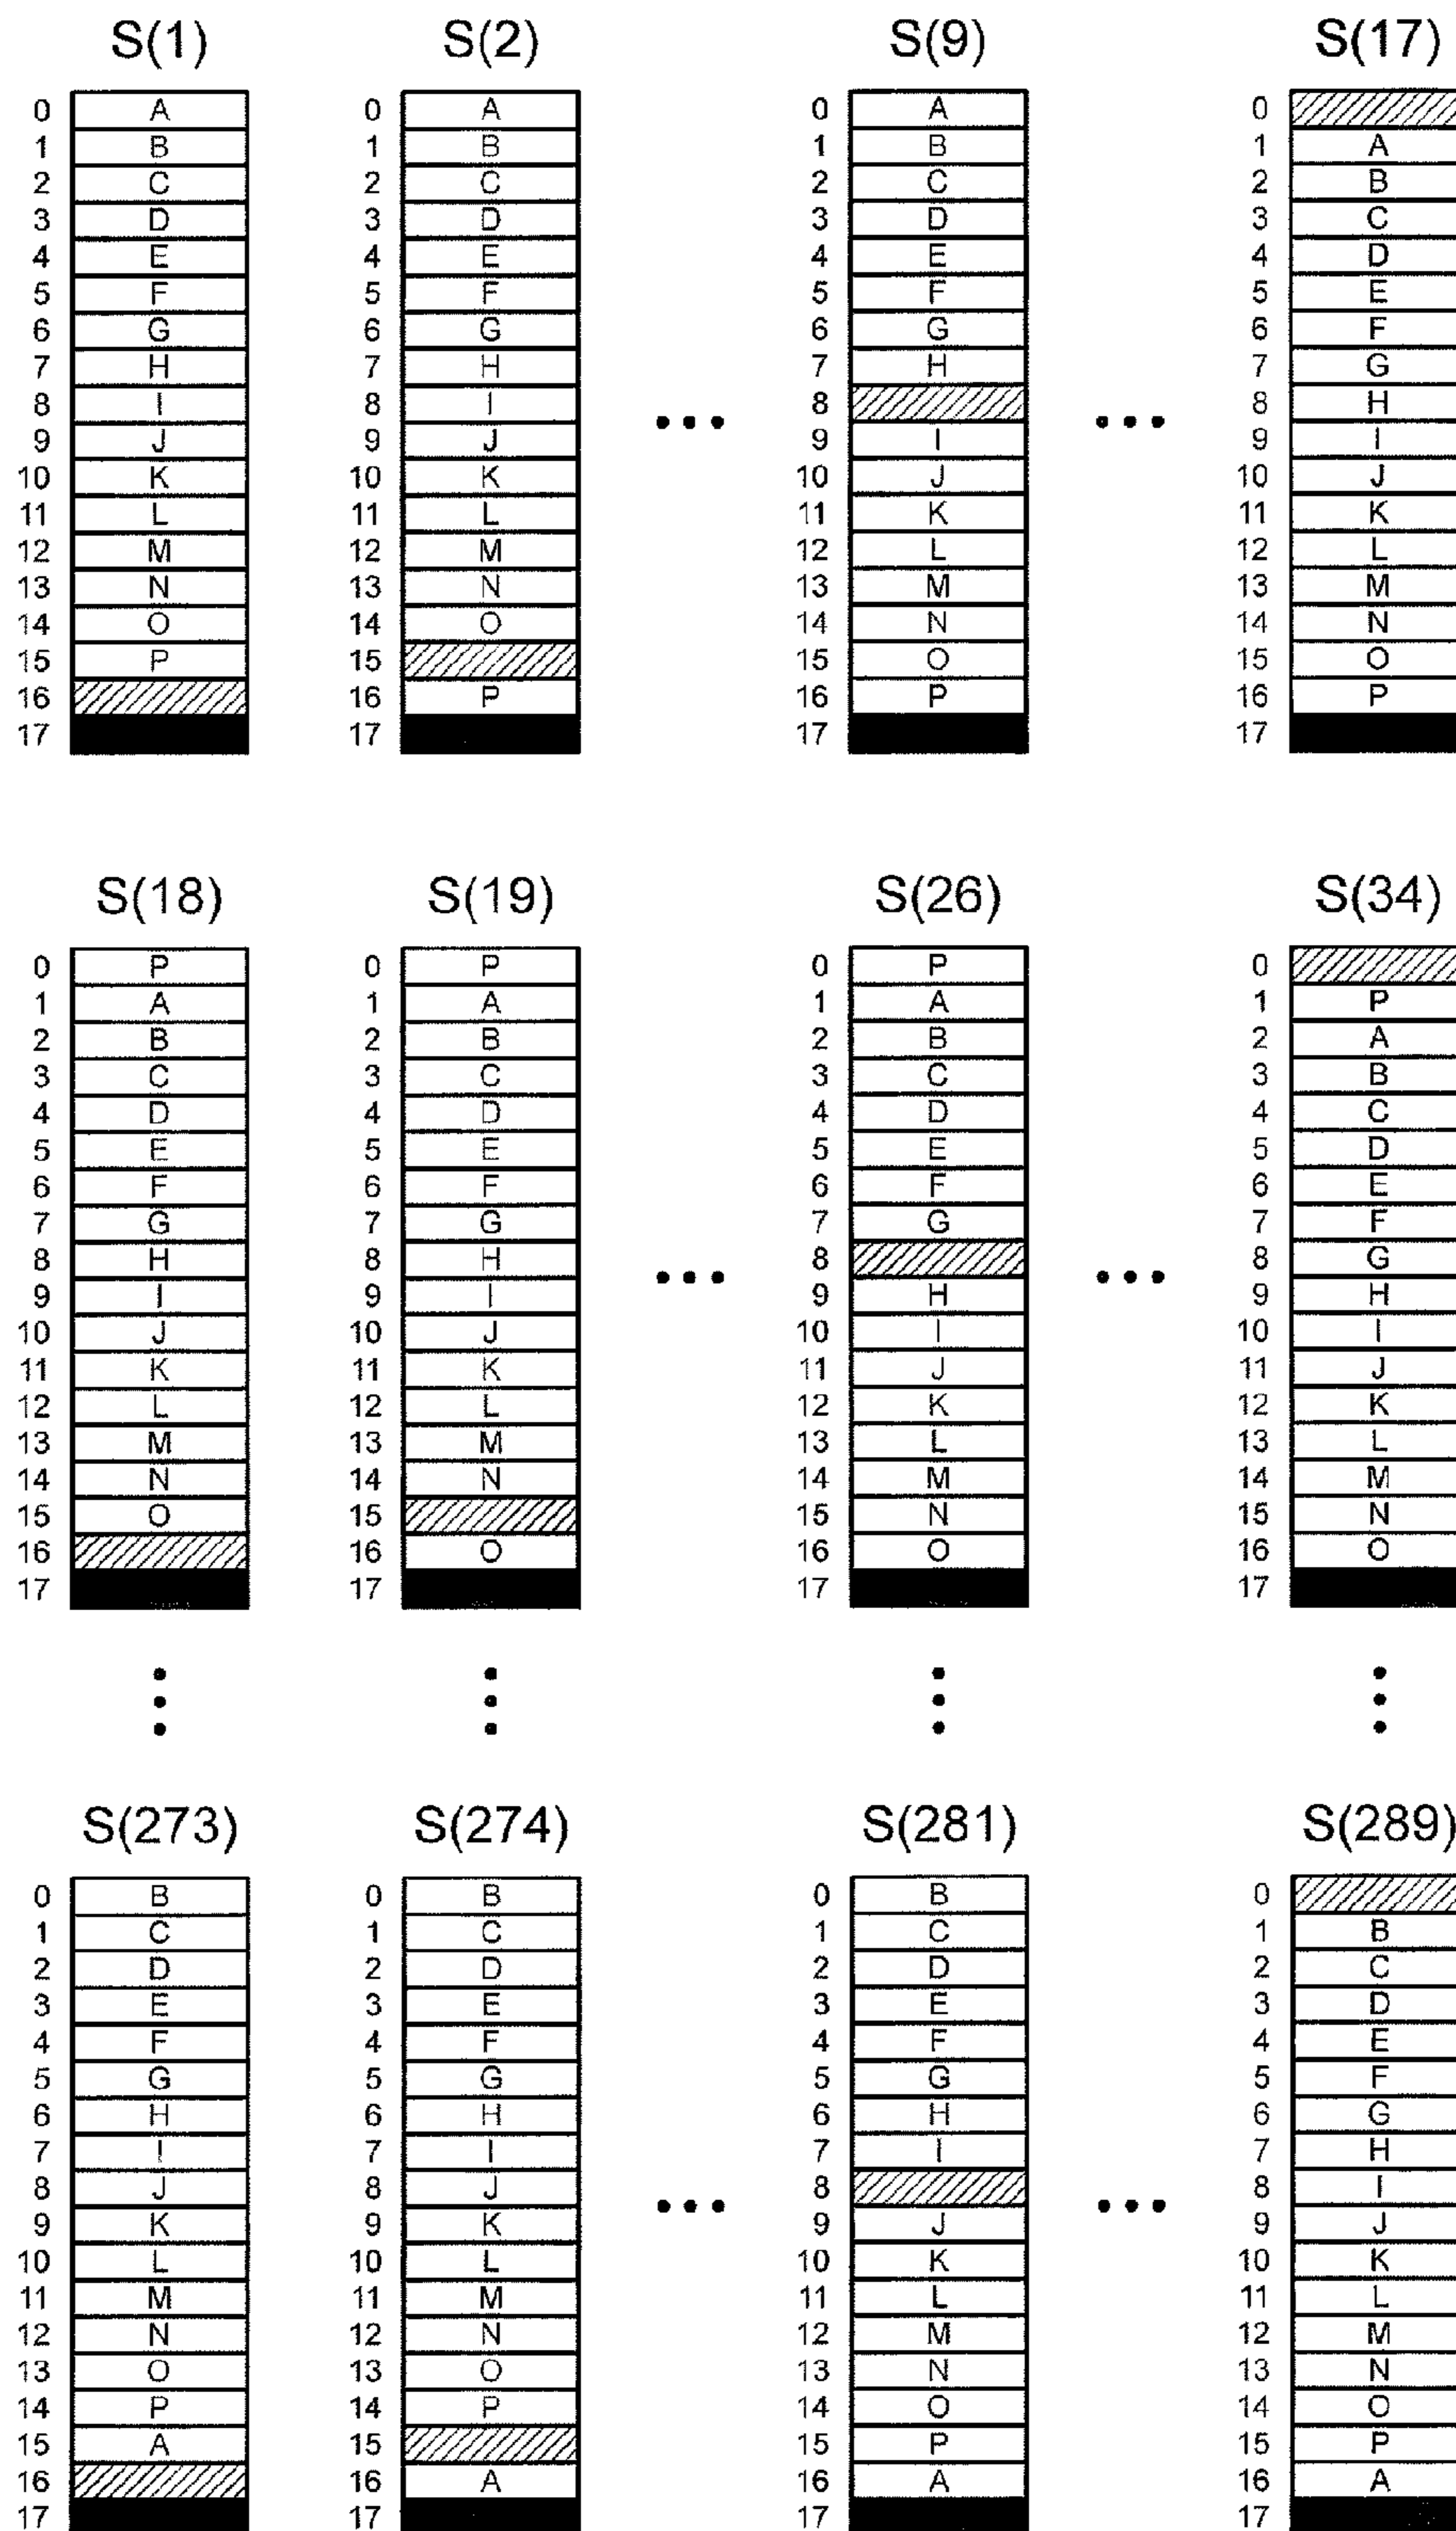 S(1) S(2) S(9) S(17)
0 A 0 A 0 A 0
1 B 1 B 1 B 1 A
2 C 2 C 2 C 2 B
3 D 3 D 3 D 3 C
4 E 4 E 4 E 4 D
5 F 5 F 5 F 5 E
6 G 6 G 6 G 6 F
7 H 7 H 7 H 7 G
8 I 8 I 8 8 H
9 J 9 J 9 I 9 I
10 K 10 K 10 J 10 J
11 L 11 L 11 K 11 K
12 M 12 M 12 L 12 L
13 N 13 N 13 M 13 M
14 O 14 O 14 N 14 N
15 P 15 15 O 15 O
16 16 P 16 P 16 P
17 17 17 17
S(18) S(19) S(26) S(34)
0 P 0 P 0 P 0
1 A 1 A 1 A 1 P
2 B 2 B 2 B 2 A
3 C 3 C 3 C 3 B
4 D 4 D 4 D 4 C
5 E 5 E 5 E 5 D
6 F 6 F 6 F 6 E
7 G 7 G 7 G 7 F
8 H 8 H 8 8 G
9 I 9 I 9 H 9 H
10 J 10 J 10 I 10 I
11 K 11 K 11 J 11 J
12 L 12 L 12 K 12 K
13 M 13 M 13 L 13 L
14 N 14 N 14 M 14 M
15 O 15 15 N 15 N
16 16 O 16 O 16 O
17 17 17 17
S(273) S(274) S(281) S(289)
0 B 0 B 0 B 0
1 C 1 C 1 C 1 B
2 D 2 D 2 D 2 C
3 E 3 E 3 E 3 D
4 F 4 F 4 F 4 E
5 G 5 G 5 G 5 F
6 H 6 H 6 H 6 G
7 I 7 I 7 I 7 H
8 J 8 J 8 8 I
9 K 9 K 9 J 9 J
10 L 10 L 10 K 10 K
11 M 11 M 11 L 11 L
12 N 12 N 12 M 12 M
13 O 13 O 13 N 13 N
14 P 14 P 14 O 14 O
15 A 15 15 P 15 P
16 16 A 16 A 16 A
17 17 17 17